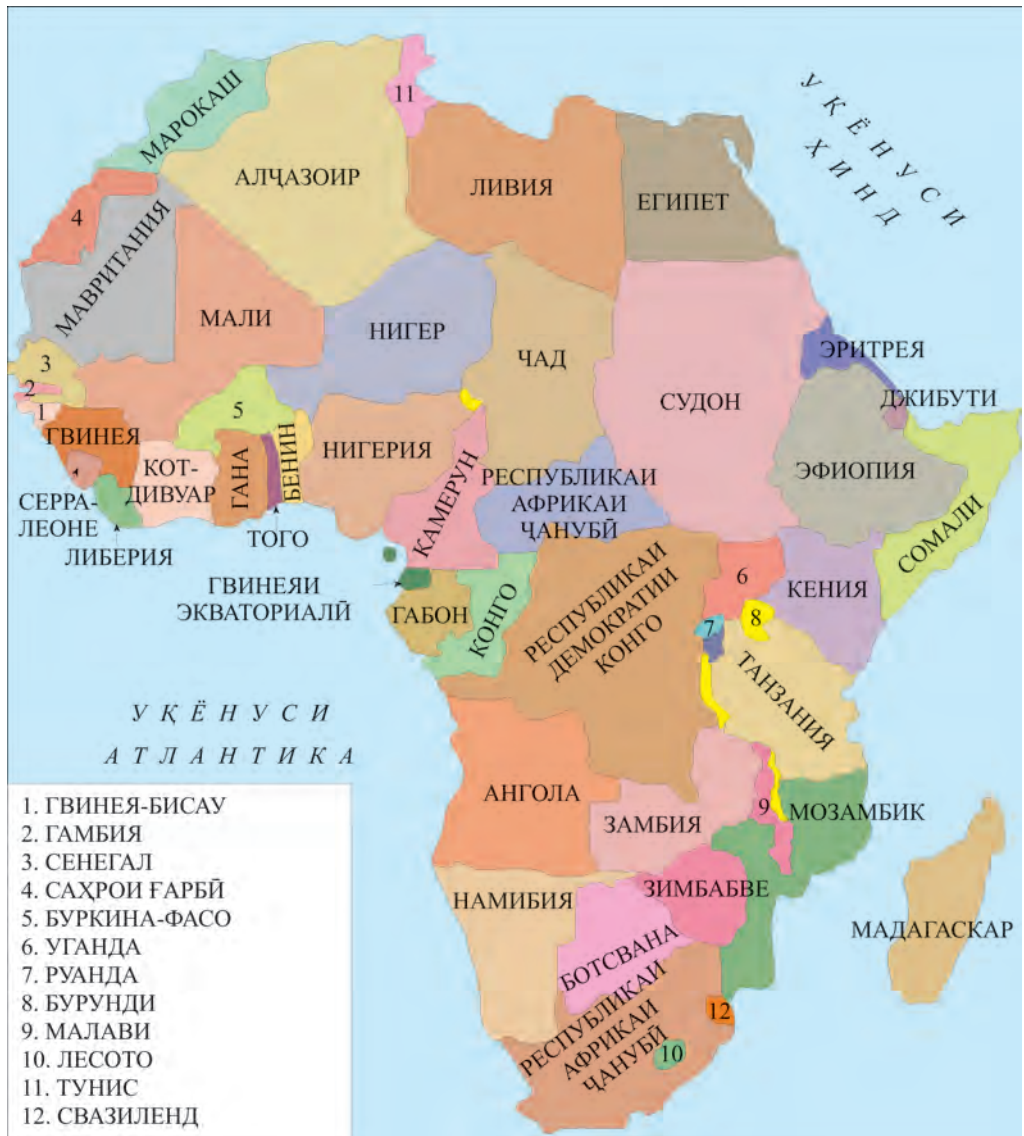 УҚЁНУСИ
ҲИНД
МАРОКАШ
11
АЛҶАЗОИР
ЛИВИЯ
ЕГИПЕТ
4
МАВРИТАНИЯ
МАЛИ
НИГЕР
ЧАД
СУДОН
ЭРИТРЕЯ
ДЖИБУТИ
3
2
1
5
ГВИНЕЯ
КОТ-
ДИВУАР
ГАНА
БЕНИН
НИГЕРИЯ
КАМЕРУН
РЕСПУБЛИКАИ
АФРИКАИ
ҶАНУБӢ
ЭФИОПИЯ
СОМАЛИ
СЕРРА-
ЛЕОНЕ
ЛИБЕРИЯ
ТОГО
ГВИНЕЯИ
ЭКВАТОРИАЛӢ
ГАБОН
КОНГО
РЕСПУБЛИКАИ
ДЕМОКРАТИИ
КОНГО
6
КЕНИЯ
7
8
ТАНЗАНИЯ
УҚЁНУСИ
АТЛАНТИКА
АНГОЛА
ЗАМБИЯ
9
МОЗАМБИК
НАМИБИЯ
ЗИМБАБВЕ
БОТСВАНА
МАДАГАСКАР
РЕСПУБЛИКАИ
АФРИКАИ
ҶАНУБӢ
12
10
1. ГВИНЕЯ-БИСАУ
2. ГАМБИЯ
3. СЕНЕГАЛ
4. САҲРОИ ҒАРБӢ
5. БУРКИНА-ФАСО
6. УГАНДА
7. РУАНДА
8. БУРУНДИ
9. МАЛАВИ
10. ЛЕСОТО
11. ТУНИС
12. СВАЗИЛЕНД